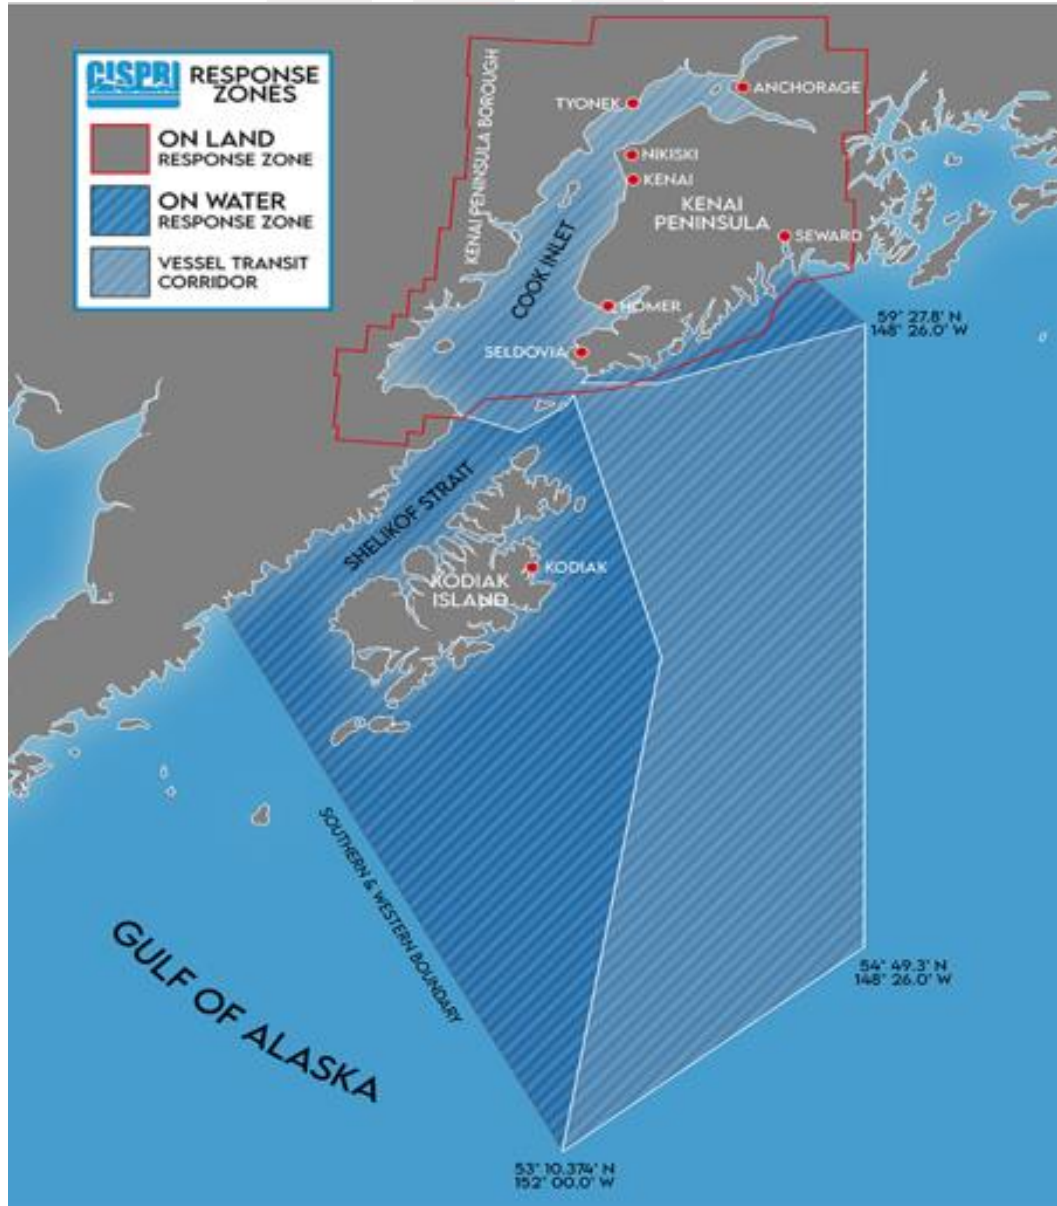 CISPRI RESPONSE
ZONES
ON LAND
RESPONSE ZONE
ON WATER
RESPONSE ZONE
VESSEL TRANSIT
CORRIDOR
KENAI PENINSULA BOROUGH
TYONEK
ANCHORAGE
NIKISKI
KENAI
KENAI
PENINSULA
SEWARD
COOK INLET
HOMER
SELDOVIA
59° 27.8' N
148° 26.0' W
SHELIKOF STRAIT
KODIAK
KODIAK
ISLAND
SOUTHERN & WESTERN BOUNDARY
GULF OF ALASKA
54° 49.3' N
148° 26.0' W
53° 10.374' N
152° 00.0' W